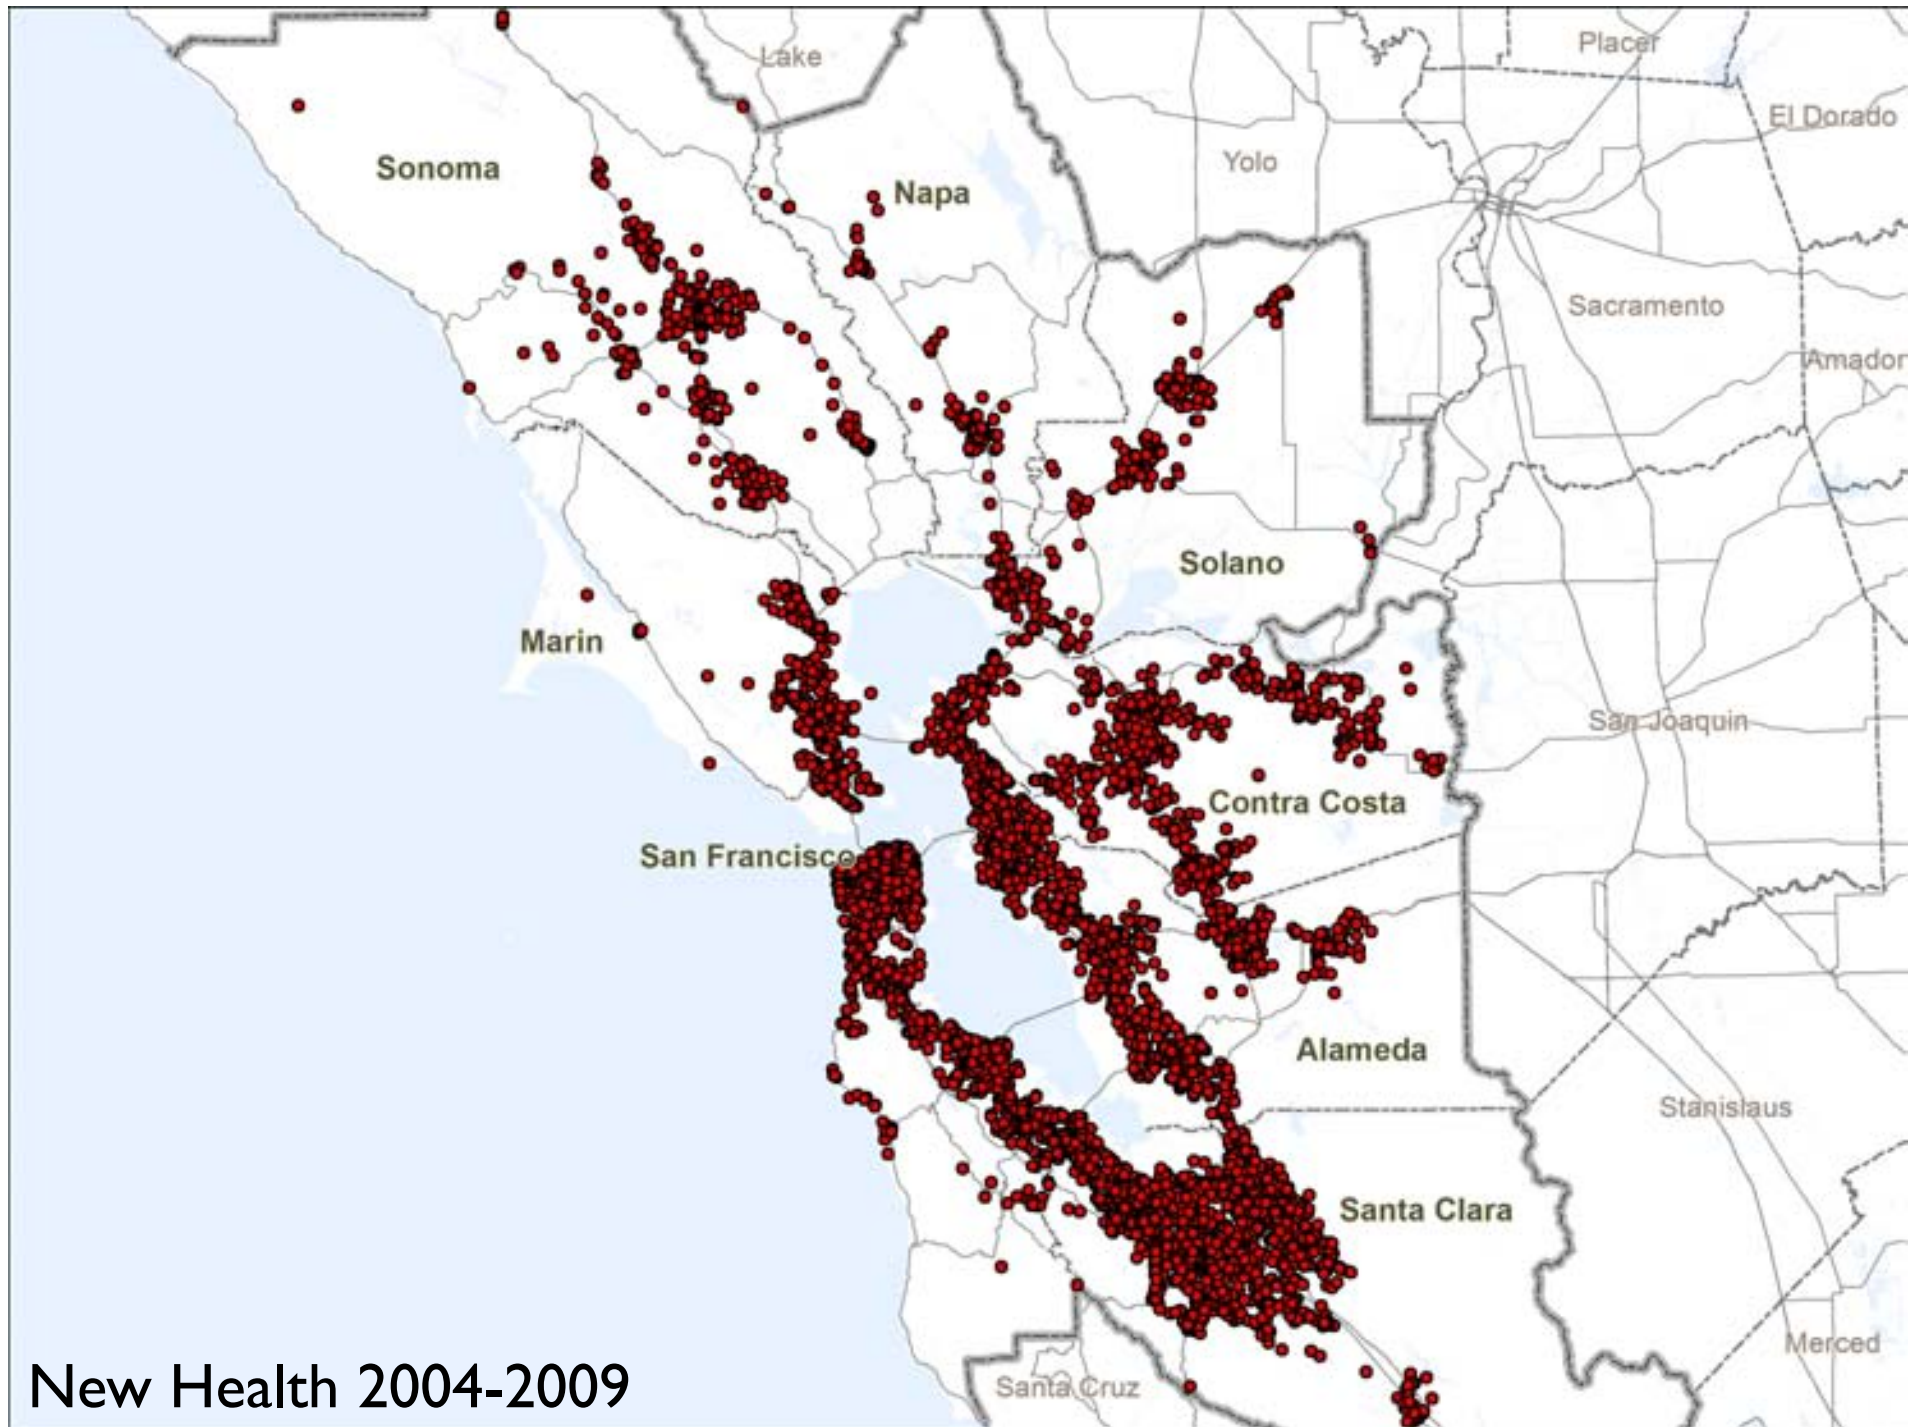 Placer
Lake
El Dorado
Sonoma
Yolo
Napa
Sacramento
Amador
Solano
Marin
San Joaquin
Contra Costa
San Francisco
Alameda
Stanislaus
Santa Clara
Merced
Santa Cruz
New Health 2004-2009